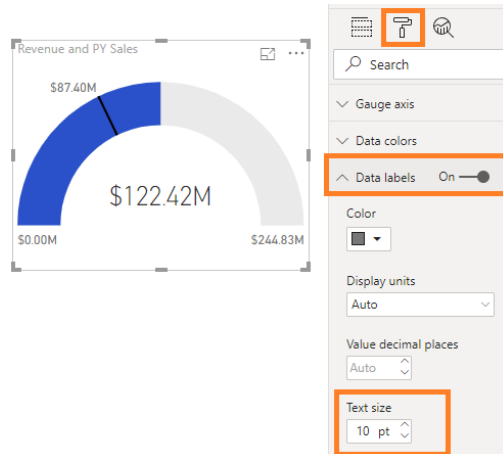 Revenue and PY Sales
$87.40M
$122.42M
$0.00M
$244.83M
Search
Gauge axis
Data colors
Data labels On
Color
Display units
Auto
Value decimal places
Auto
Text size
10 pt